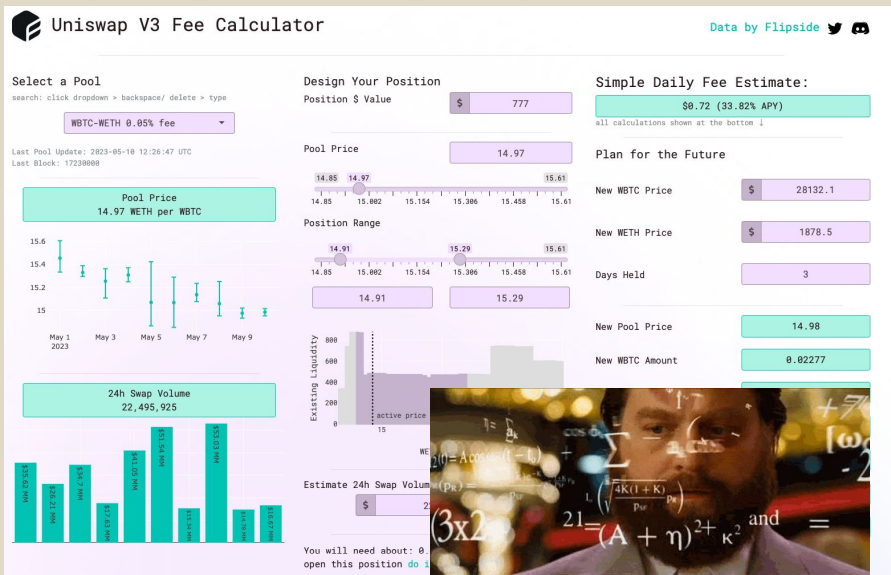 Uniswap V3 Fee Calculator
Data by Flipside
Select a Pool
search: click dropdown > backspace/ delete > type
WBTC-WETH 0.05% fee
Last Pool Update: 2023-05-10 12:26:47 UTC
Last Block: 17230000
Pool Price
14.97 WETH per WBTC
15.6
15.4
15.2
15
May 1
2023
May 3
May 5
May 7
May 9
24h Swap Volume
22,495,925
$35.62 MM
$26.21 MM
$34.7 MM
$17.63 MM
$41.05 MM
$51.54 MM
$53.03 MM
Design Your Position
Position $ Value
$ 777
Pool Price
14.97
14.85 14.97 15.61
14.85 15.002 15.154 15.306 15.458 15.61
Position Range
14.91 15.29 15.61
14.85 15.002 15.154 15.306 15.458 15.61
14.91 15.29
Existing Liquidity
800
600
400
200
0
active price
15
WE
Estimate 24h Swap Volum
$ 22
You will need about: 0.
open this position do i
Simple Daily Fee Estimate:
$0.72 (33.82% APY)
all calculations shown at the bottom ↓
Plan for the Future
New WBTC Price
$ 28132.1
New WETH Price
$ 1878.5
Days Held
3
New Pool Price
14.98
New WBTC Amount
0.02277
(3x2
21=
(A + η)²⁺ κ² and =
4K(1+K)